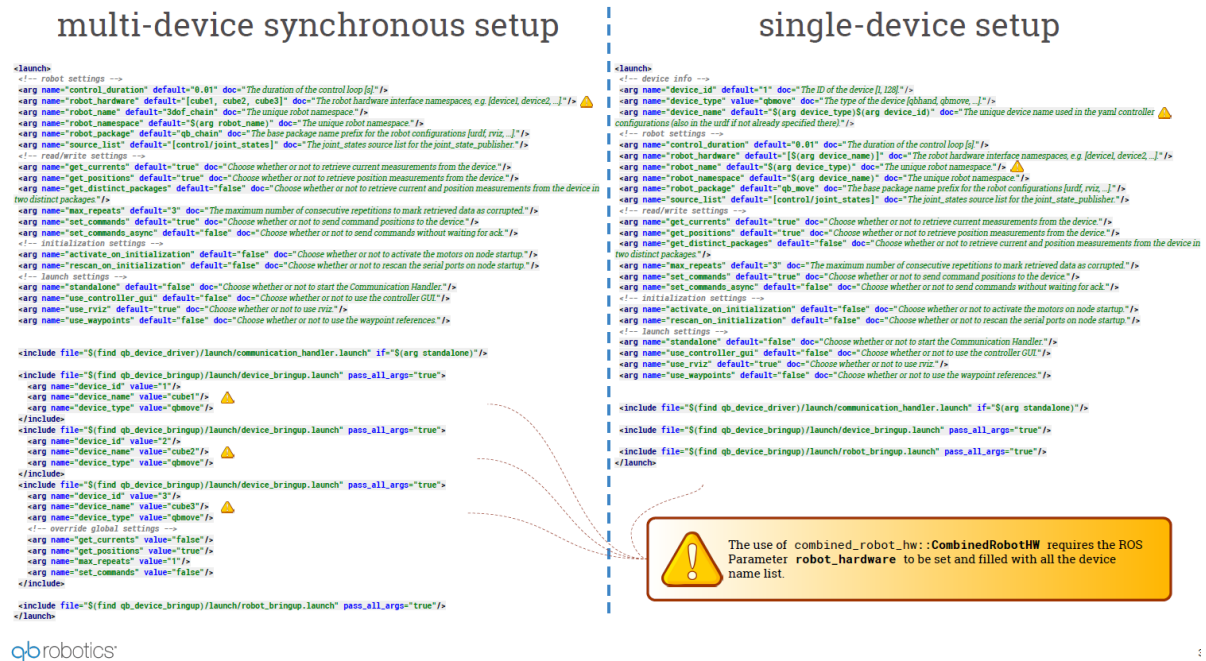 multi-device synchronous setup
<launch>
<!-- robot settings -->
<arg name="control_duration" default="0.01" doc="The duration of the control loop [s]."/>
<arg name="robot_hardware" default="[cube1, cube2, cube3]" doc="The robot hardware interface namespaces, e.g. [device1, device2, ...]."/>
<arg name="robot_name" default="3dof_chain" doc="The unique robot namespace."/>
<arg name="robot_namespace" default="$(arg robot_name)" doc="The unique robot namespace."/>
<arg name="robot_package" default="qb_chain" doc="The base package name prefix for the robot configurations [urdf, rviz, ...]."/>
<arg name="source_list" default="[control/joint_states]" doc="The joint_states source list for the joint_state_publisher."/>
<!-- read/write settings -->
<arg name="get_currents" default="true" doc="Choose whether or not to retrieve current measurements from the device."/>
<arg name="get_positions" default="true" doc="Choose whether or not to retrieve position measurements from the device."/>
<arg name="get_distinct_packages" default="false" doc="Choose whether or not to retrieve current and position measurements from the device in
two distinct packages."/>
<arg name="max_repeats" default="3" doc="The maximum number of consecutive repetitions to mark retrieved data as corrupted."/>
<arg name="set_commands" default="true" doc="Choose whether or not to send command positions to the device."/>
<arg name="set_commands_async" default="false" doc="Choose whether or not to send commands without waiting for ack."/>
<!-- initialization settings -->
<arg name="activate_on_initialization" default="false" doc="Choose whether or not to activate the motors on node startup."/>
<arg name="rescan_on_initialization" default="false" doc="Choose whether or not to rescan the serial ports on node startup."/>
<!-- launch settings -->
<arg name="standalone" default="false" doc="Choose whether or not to start the Communication Handler."/>
<arg name="use_controller_gui" default="false" doc="Choose whether or not to use the controller GUI."/>
<arg name="use_rviz" default="true" doc="Choose whether or not to use rviz."/>
<arg name="use_waypoints" default="false" doc="Choose whether or not to use the waypoint references."/>
<include file="$(find qb_device_driver)/launch/communication_handler.launch" if="$(arg standalone)"/>
<include file="$(find qb_device_bringup)/launch/device_bringup.launch" pass_all_args="true">
<arg name="device_id" value="1"/>
<arg name="device_name" value="cube1"/>
<arg name="device_type" value="qbmove"/>
</include>
<include file="$(find qb_device_bringup)/launch/device_bringup.launch" pass_all_args="true">
<arg name="device_id" value="2"/>
<arg name="device_name" value="cube2"/>
<arg name="device_type" value="qbmove"/>
</include>
<include file="$(find qb_device_bringup)/launch/device_bringup.launch" pass_all_args="true">
<arg name="device_id" value="3"/>
<arg name="device_name" value="cube3"/>
<arg name="device_type" value="qbmove"/>
<!-- override global settings -->
<arg name="get_currents" value="false"/>
<arg name="get_positions" value="true"/>
<arg name="max_repeats" value="1"/>
<arg name="set_commands" value="false"/>
</include>
<include file="$(find qb_device_bringup)/launch/robot_bringup.launch" pass_all_args="true"/>
</launch>
single-device setup
<launch>
<!-- device info -->
<arg name="device_id" default="1" doc="The ID of the device [1, 128]."/>
<arg name="device_type" value="qbmove" doc="The type of the device [qbhand, qbmove, ...]."/>
<arg name="device_name" default="$(arg device_type)$(arg device_id)" doc="The unique device name used in the yaml controller
configurations (also in the urdf if not already specified there)."/>
<!-- robot settings -->
<arg name="control_duration" default="0.01" doc="The duration of the control loop [s]."/>
<arg name="robot_hardware" default="[$(arg device_name)]" doc="The robot hardware interface namespaces, e.g. [device1, device2, ...]."/>
<arg name="robot_name" default="$(arg device_type)" doc="The unique robot namespace."/>
<arg name="robot_namespace" default="$(arg device_name)" doc="The unique robot namespace."/>
<arg name="robot_package" default="qb_move" doc="The base package name prefix for the robot configurations [urdf, rviz, ...]."/>
<arg name="source_list" default="[control/joint_states]" doc="The joint_states source list for the joint_state_publisher."/>
<!-- read/write settings -->
<arg name="get_currents" default="true" doc="Choose whether or not to retrieve current measurements from the device."/>
<arg name="get_positions" default="true" doc="Choose whether or not to retrieve position measurements from the device."/>
<arg name="get_distinct_packages" default="false" doc="Choose whether or not to retrieve current and position measurements from the device in
two distinct packages."/>
<arg name="max_repeats" default="3" doc="The maximum number of consecutive repetitions to mark retrieved data as corrupted."/>
<arg name="set_commands" default="true" doc="Choose whether or not to send command positions to the device."/>
<arg name="set_commands_async" default="false" doc="Choose whether or not to send commands without waiting for ack."/>
<!-- initialization settings -->
<arg name="activate_on_initialization" default="false" doc="Choose whether or not to activate the motors on node startup."/>
<arg name="rescan_on_initialization" default="false" doc="Choose whether or not to rescan the serial ports on node startup."/>
<!-- launch settings -->
<arg name="standalone" default="false" doc="Choose whether or not to start the Communication Handler."/>
<arg name="use_controller_gui" default="false" doc="Choose whether or not to use the controller GUI."/>
<arg name="use_rviz" default="true" doc="Choose whether or not to use rviz."/>
<arg name="use_waypoints" default="false" doc="Choose whether or not to use the waypoint references."/>
<include file="$(find qb_device_driver)/launch/communication_handler.launch" if="$(arg standalone)"/>
<include file="$(find qb_device_bringup)/launch/device_bringup.launch" pass_all_args="true"/>
<include file="$(find qb_device_bringup)/launch/robot_bringup.launch" pass_all_args="true"/>
</launch>
The use of combined_robot_hw::CombinedRobotHW requires the ROS
Parameter robot_hardware to be set and filled with all the device
name list.
qbrobotics